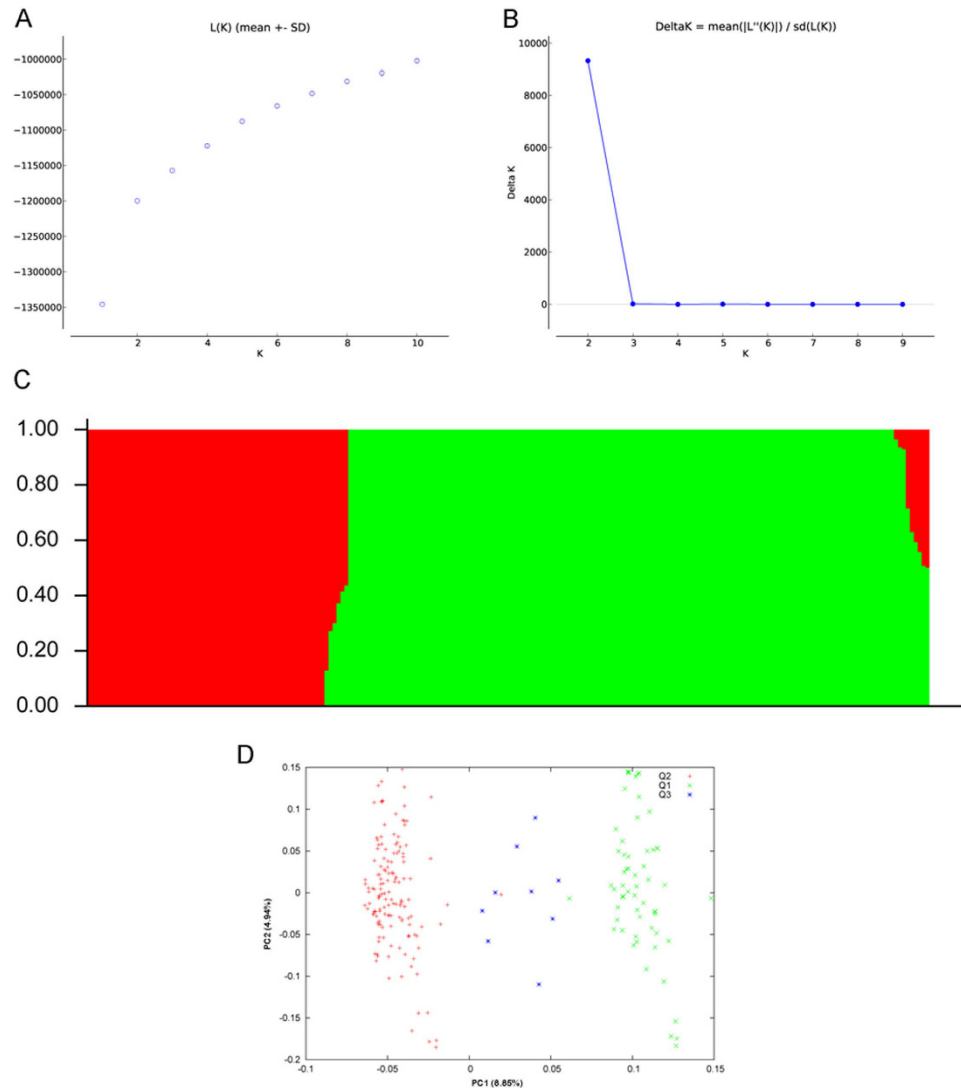 A
L(K) (mean +- SD)
−1000000
−1050000
−1100000
−1150000
−1200000
−1250000
−1300000
−1350000
2 4 6 8 10
K
B
DeltaK = mean(|L''(K)|) / sd(L(K))
10000
8000
6000
4000
2000
0
Delta K
2 3 4 5 6 7 8 9
K
C
1.00
0.80
0.60
0.40
0.20
0.00
D
0.15
0.1
0.05
0
-0.05
-0.1
-0.15
-0.2
PC2 (4.94%)
Q2
Q1
Q3
-0.1 -0.05 0 0.05 0.1 0.15
PC1 (8.85%)